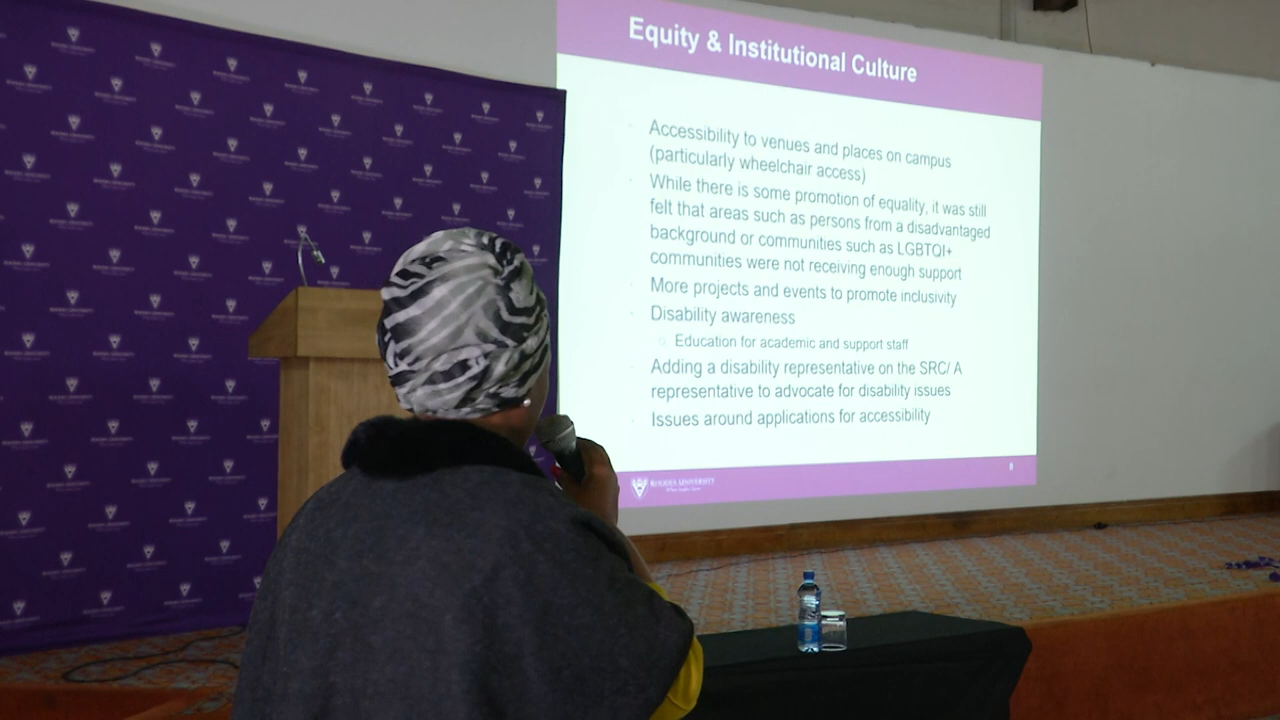 Equity & Institutional Culture
Accessibility to venues and places on campus
(particularly wheelchair access)
While there is some promotion of equality, it was still
felt that areas such as persons from a disadvantaged
background or communities such as LGBTQI+
communities were not receiving enough support
More projects and events to promote inclusivity
Disability awareness
Education for academic and support staff
Adding a disability representative on the SRC/ A
representative to advocate for disability issues
Issues around applications for accessibility
RHODES UNIVERSITY